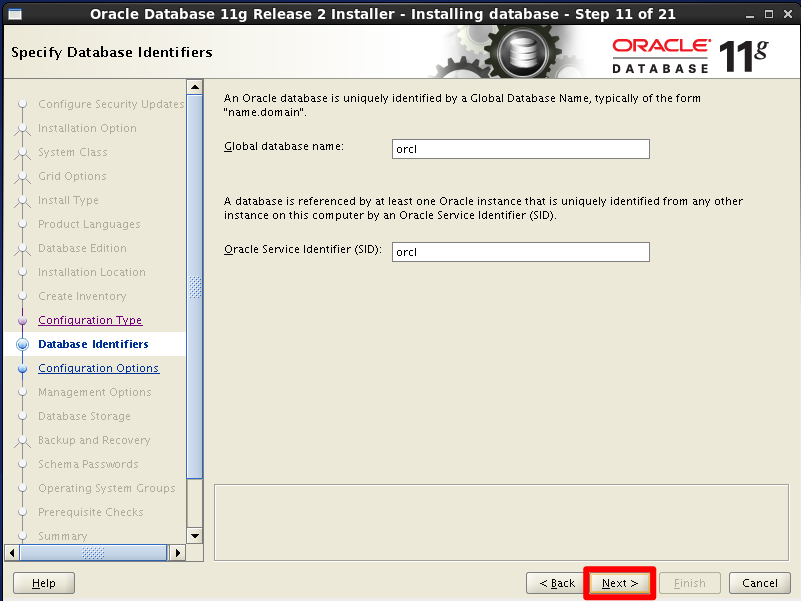 Oracle Database 11g Release 2 Installer - Installing database - Step 11 of 21
Specify Database Identifiers
ORACLE
DATABASE
11g
Configure Security Updates
Installation Option
System Class
Grid Options
Install Type
Product Languages
Database Edition
Installation Location
Create Inventory
Configuration Type
Database Identifiers
Configuration Options
Management Options
Database Storage
Backup and Recovery
Schema Passwords
Operating System Groups
Prerequisite Checks
Summary
An Oracle database is uniquely identified by a Global Database Name, typically of the form
"name.domain".
Global database name: orcl
A database is referenced by at least one Oracle instance that is uniquely identified from any other
instance on this computer by an Oracle Service Identifier (SID).
Oracle Service Identifier (SID): orcl
Help
< Back
Next >
Finish
Cancel